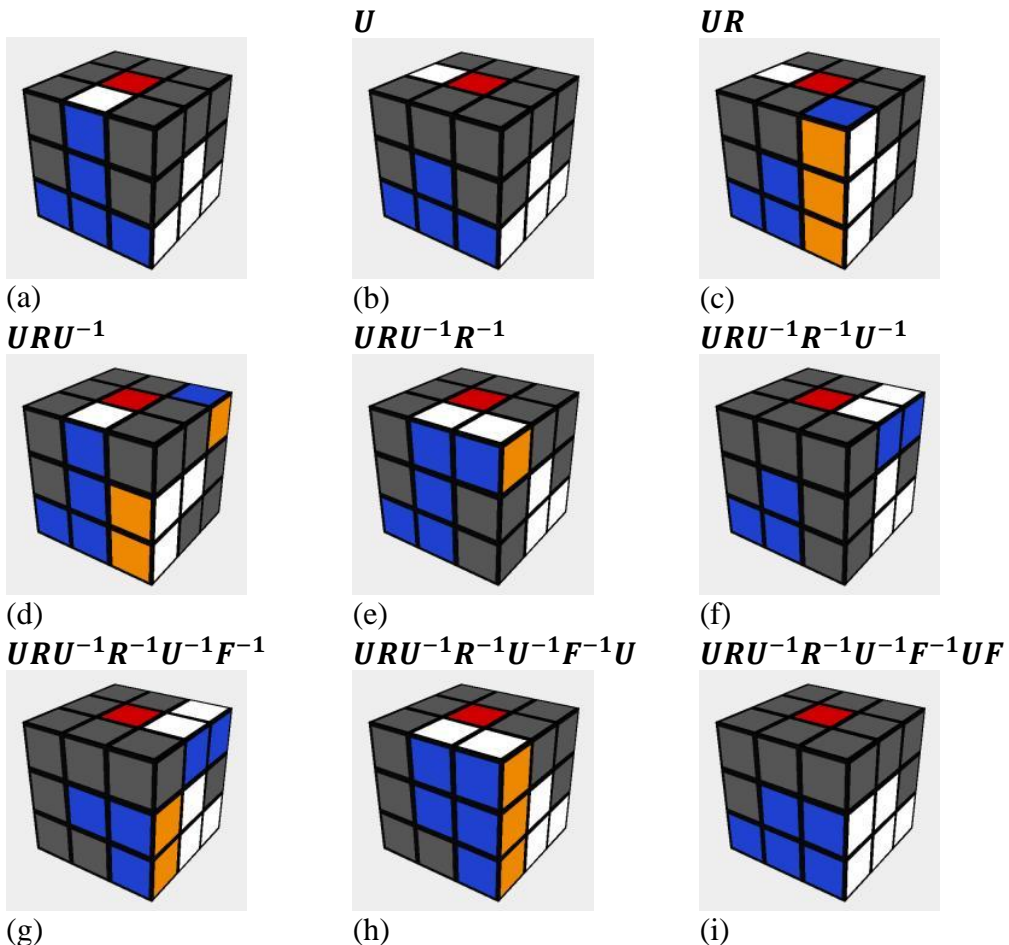 U UR
(a) (b) (c)
URU⁻¹ URU⁻¹R⁻¹ URU⁻¹R⁻¹U⁻¹
(d) (e) (f)
URU⁻¹R⁻¹U⁻¹F⁻¹ URU⁻¹R⁻¹U⁻¹F⁻¹U URU⁻¹R⁻¹U⁻¹F⁻¹UF
(g) (h) (i)